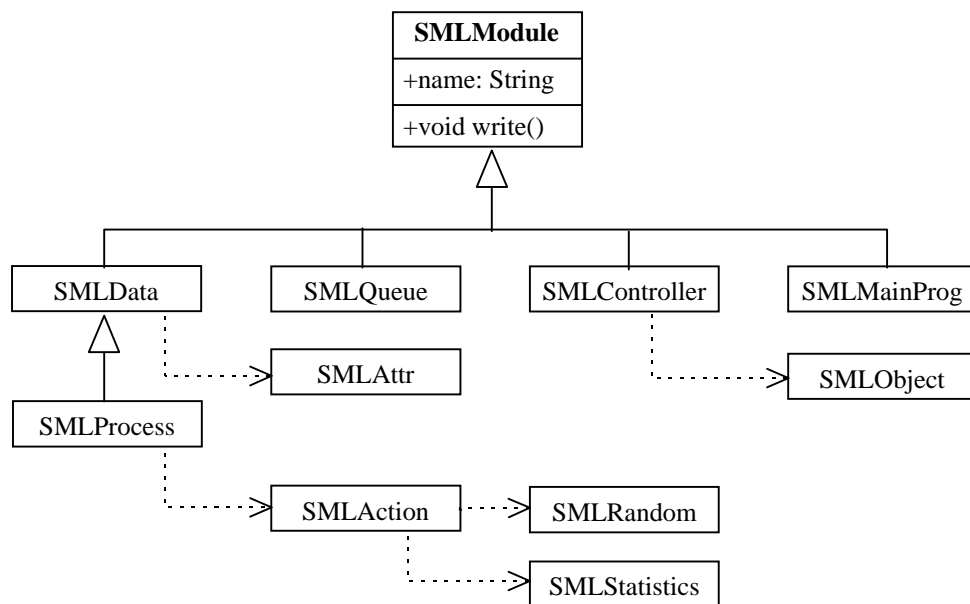 SMLModule
+name: String
+void write()
SMLData
SMLQueue
SMLController
SMLMainProg
SMLAttr
SMLObject
SMLProcess
SMLAction
SMLRandom
SMLStatistics